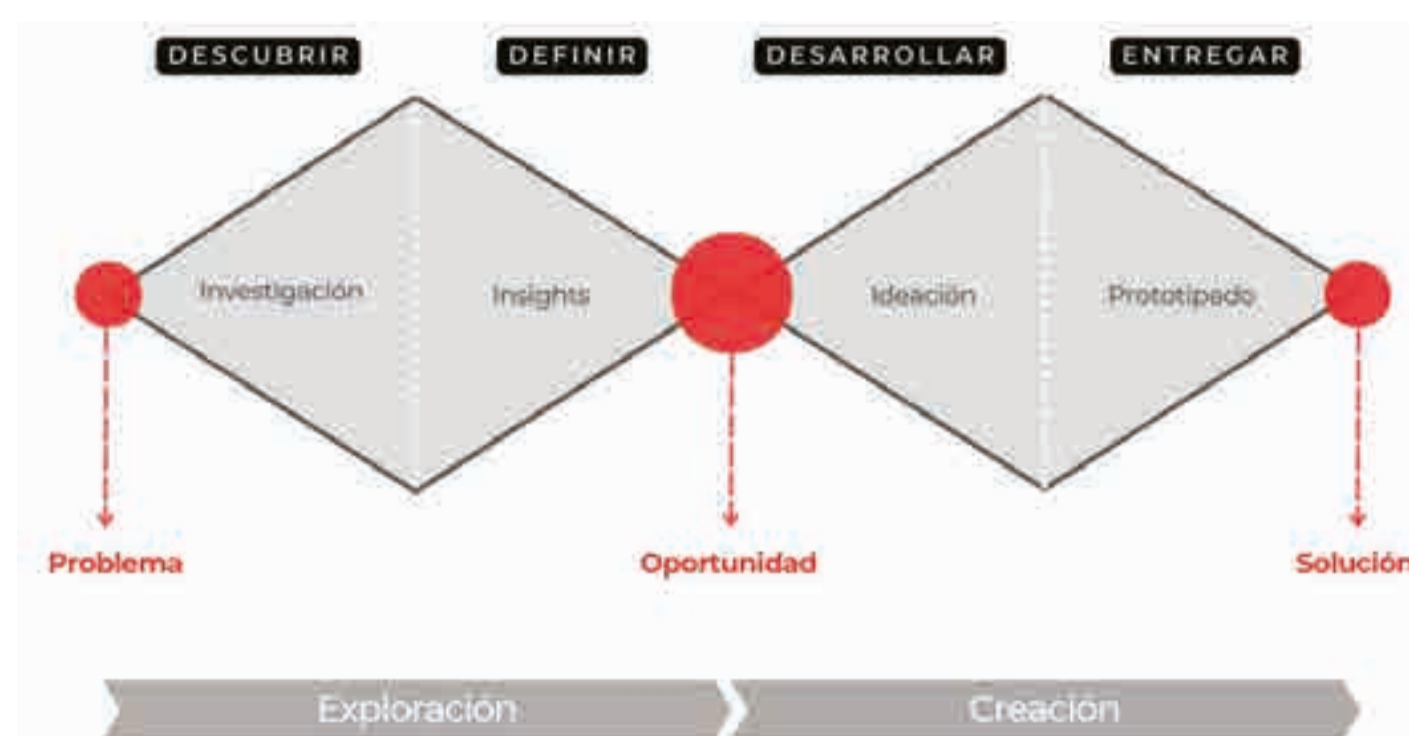 DESCUBRIR DEFINIR DESARROLLAR ENTREGAR
Investigación Insights Ideación Prototipado
Problema Oportunidad Solución
Exploración Creación